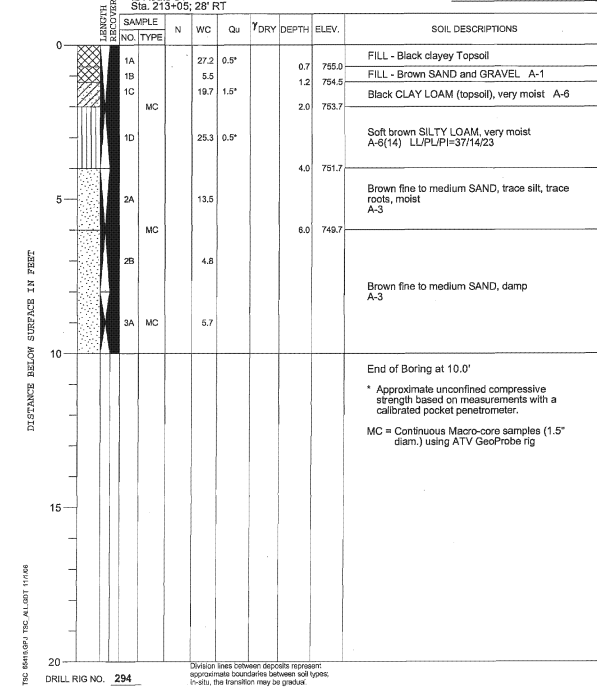 Sta. 213+05; 28' RT
LENGTH
RECOVERY
SAMPLE
NO. TYPE N WC Qu γDRY DEPTH ELEV. SOIL DESCRIPTIONS
0
1A 27.2 0.5* FILL - Black clayey Topsoil
0.7 755.0
1B 5.5 FILL - Brown SAND and GRAVEL A-1
1.2 754.5
1C 19.7 1.5* Black CLAY LOAM (topsoil), very moist A-6
MC 2.0 753.7
1D 25.3 0.5* Soft brown SILTY LOAM, very moist
A-6(14) LL/PL/PI=37/14/23
4.0 751.7
5
2A 13.5 Brown fine to medium SAND, trace silt, trace
roots, moist
A-3
MC 6.0 749.7
2B 4.8
Brown fine to medium SAND, damp
A-3
3A MC 5.7
10
End of Boring at 10.0'
* Approximate unconfined compressive
strength based on measurements with a
calibrated pocket penetrometer.
MC = Continuous Macro-core samples (1.5"
diam.) using ATV GeoProbe rig
15
20
DISTANCE BELOW SURFACE IN FEET
TSC 65416.GPJ TSC_ALL.GDT 11/1/06
DRILL RIG NO. 294
Division lines between deposits represent
approximate boundaries between soil types;
in-situ, the transition may be gradual.